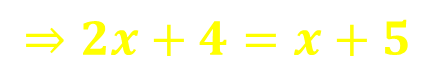 ⇒ 2x + 4 = x + 5